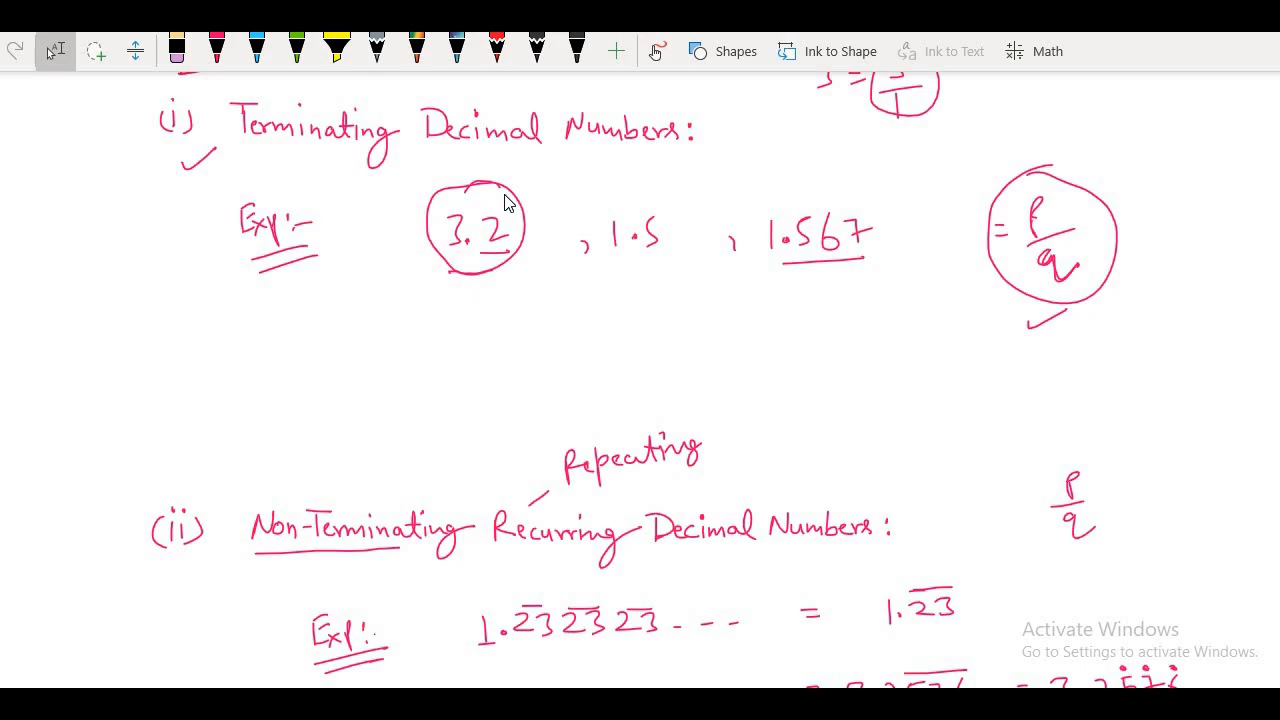 Shapes Ink to Shape Ink to Text Math
(i) Terminating Decimal Numbers:
Exp:- 3.2 , 1.5 , 1.567 = P/q
Repeating
(ii) Non-Terminating Recurring Decimal Numbers: P/q
Exp:- 1.232323--- = 1.23
Activate Windows
Go to Settings to activate Windows.